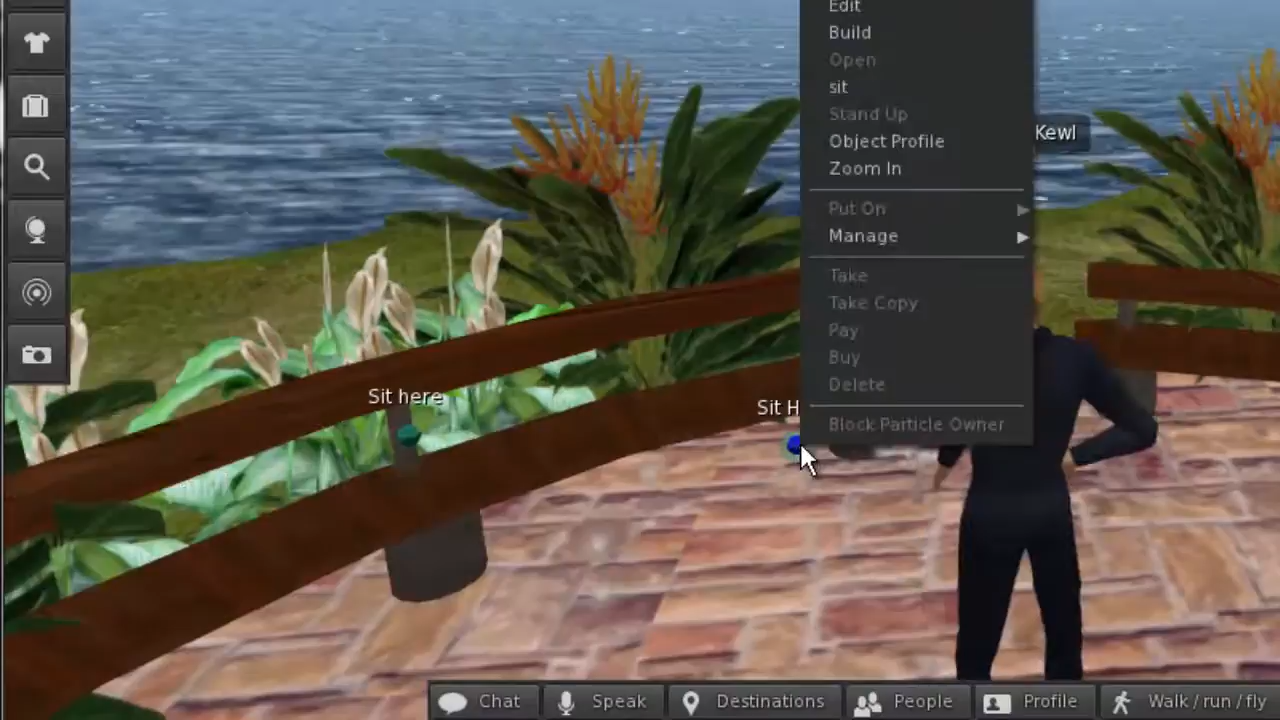 Edit
Build
Open
sit
Stand Up
Object Profile
Zoom In
Put On
Manage
Take
Take Copy
Pay
Buy
Delete
Block Particle Owner
Kewl
Sit here
Sit H
Chat
Speak
Destinations
People
Profile
Walk / run / fly